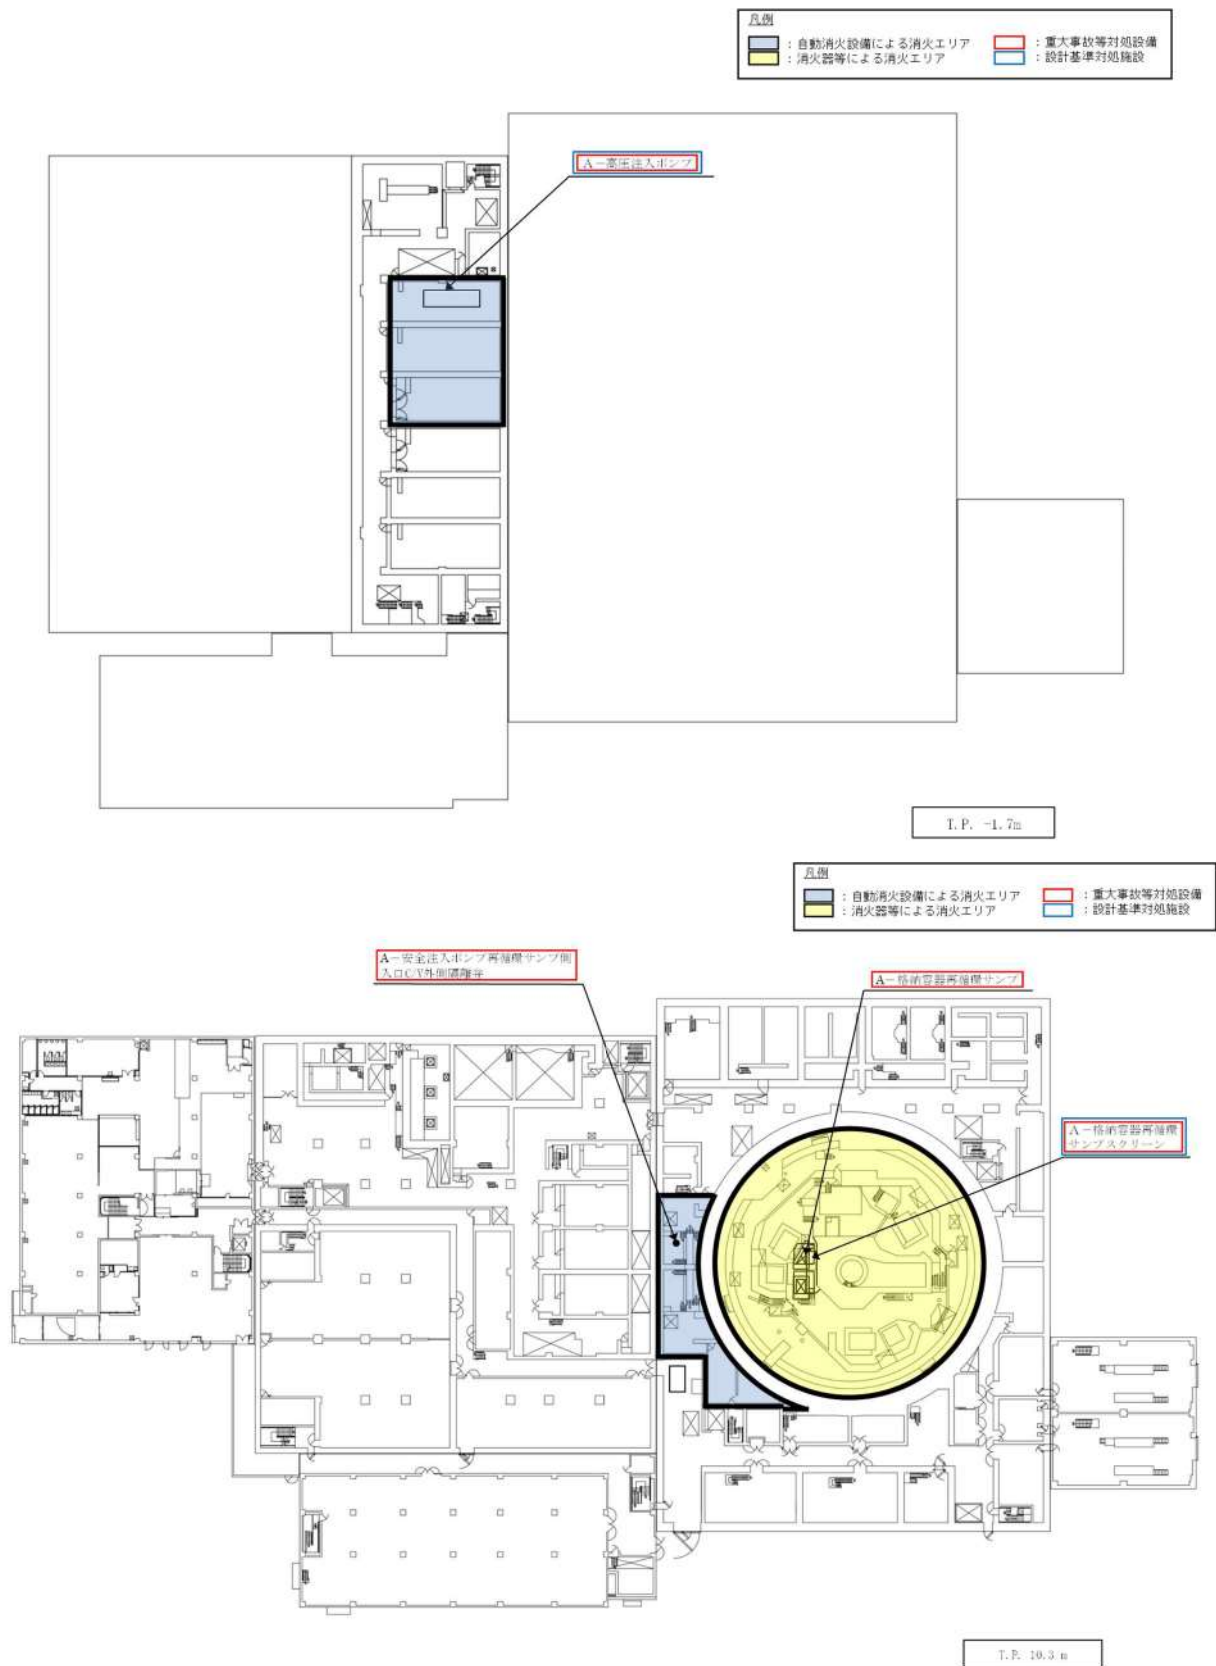 凡例
：自動消火設備による消火エリア
：重大事故等対処設備
：消火器等による消火エリア
：設計基準対処施設
A－高圧注入ポンプ
T.P. -1.7m
凡例
：自動消火設備による消火エリア
：重大事故等対処設備
：消火器等による消火エリア
：設計基準対処施設
A－安全注入ポンプ再循環サンプ側
入口C/V外側隔離弁
A－格納容器再循環サンプ
A－格納容器再循環
サンプスクリーン
T.P. 10.3 m